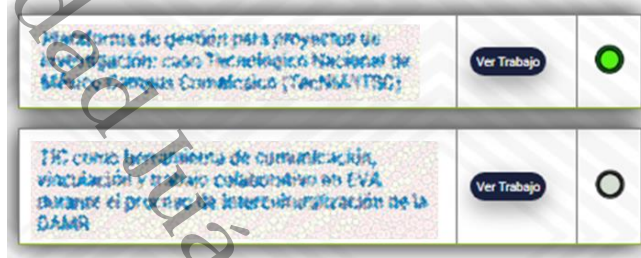 Plataforma de gestión para proyectos de
investigación: caso Tecnológico Nacional de
México Campus Comalcalco (TecNM/ITSC)
Ver Trabajo
TIC como herramienta de comunicación,
vinculación y trabajo colaborativo en EVA
durante el proceso de interculturalización de la
DAMR
Ver Trabajo
dad Juá